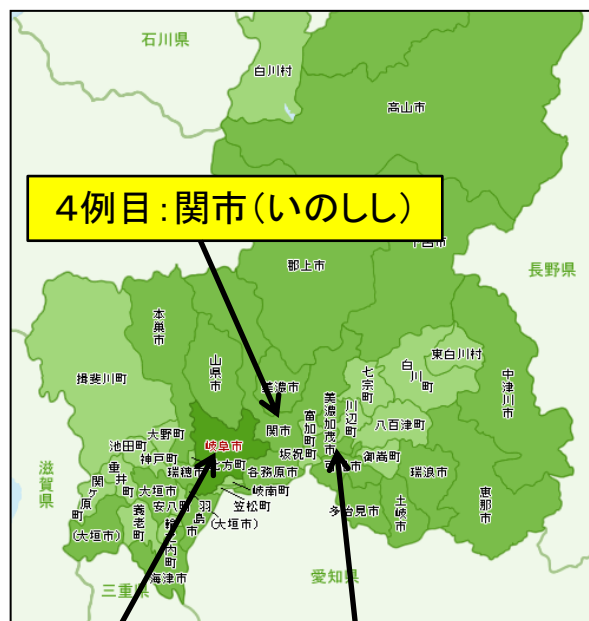 石川県
白川村
高山市
4例目：関市（いのしし）
郡上市
長野県
本巣市
山県市
揖斐川町
美濃市
七宗町
白川町
東白川村
中津川市
美濃加茂市
川辺町
富加町
八百津町
関市
岐阜市
大野町
池田町
神戸町
北方町
瑞穂市
坂祝町
各務原市
御嵩町
瑞浪市
恵那市
滋賀県
関ヶ原町
垂井町
大垣市
安八町
羽島市
岐南町
笠松町
(大垣市)
(大垣市)
養老町
輪之内町
多治見市
土岐市
海津市
三重県
愛知県